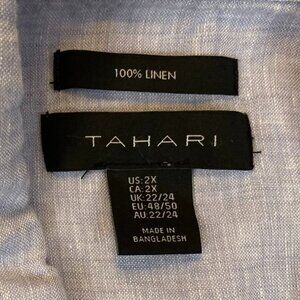 100% LINEN
TAHARI
US: 2X
CA: 2X
UK: 22/24
EU: 48/50
AU: 22/24
MADE IN
BANGLADESH